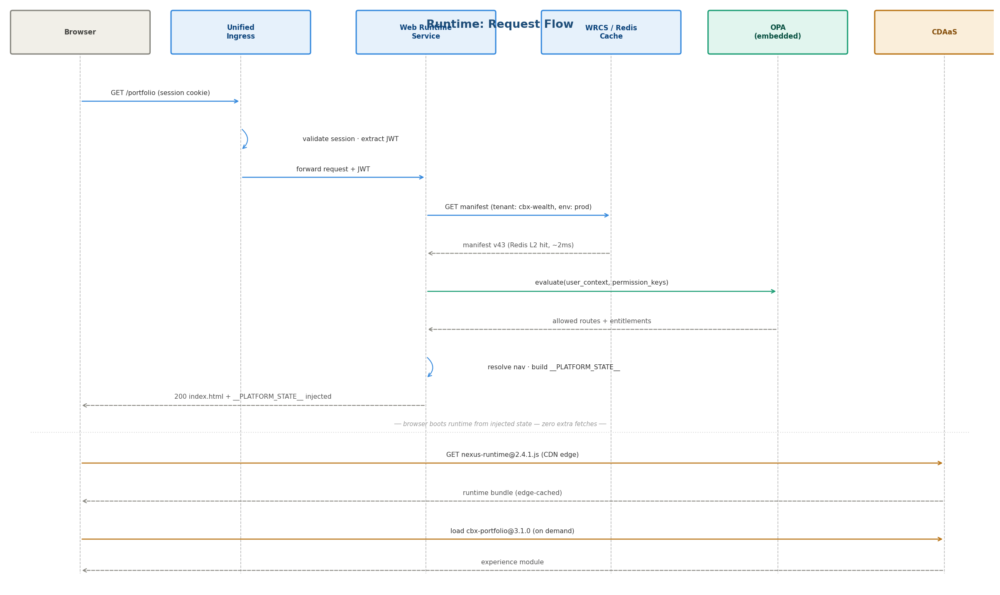 Runtime: Request Flow
Browser
Unified
Ingress
Web Runtime
Service
WRCS / Redis
Cache
OPA
(embedded)
CDAaS
GET /portfolio (session cookie)
validate session · extract JWT
forward request + JWT
GET manifest (tenant: cbx-wealth, env: prod)
manifest v43 (Redis L2 hit, ~2ms)
evaluate(user_context, permission_keys)
allowed routes + entitlements
resolve nav · build __PLATFORM_STATE__
200 index.html + __PLATFORM_STATE__ injected
── browser boots runtime from injected state — zero extra fetches ──
GET nexus-runtime@2.4.1.js (CDN edge)
runtime bundle (edge-cached)
load cbx-portfolio@3.1.0 (on demand)
experience module